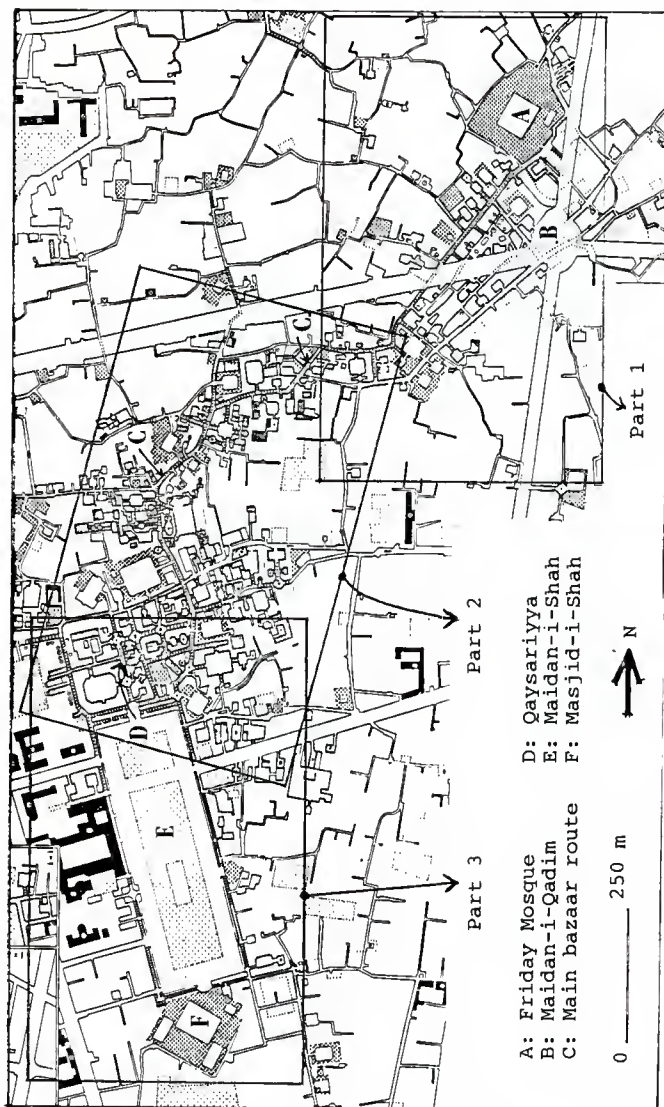 A
B
C
C
D
E
F
Part 1
Part 2
Part 3
A: Friday Mosque
B: Maidan-i-Qadim
C: Main bazaar route
D: Qaysariyya
E: Maidan-i-Shah
F: Masjid-i-Shah
0 250 m
N